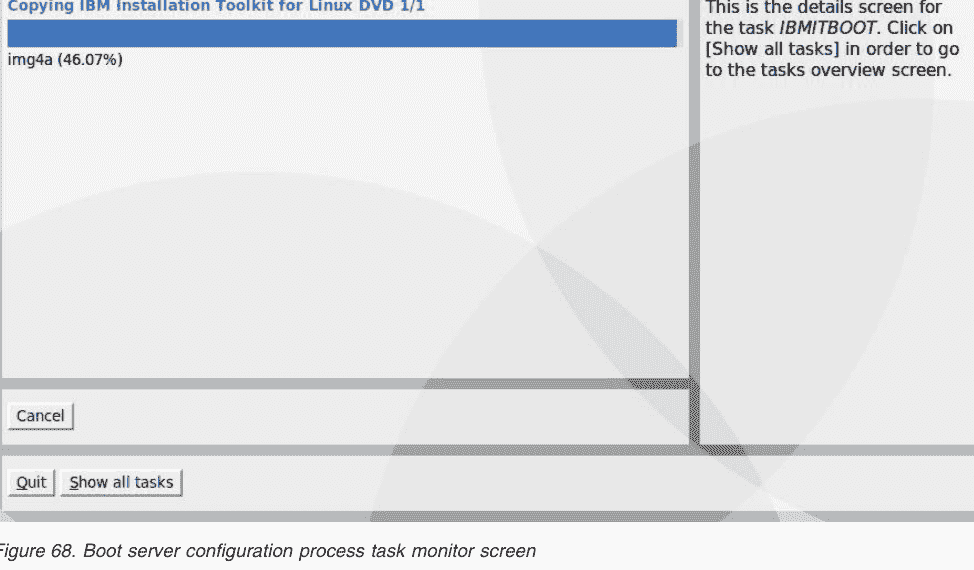 Copying IBM Installation Toolkit for Linux DVD 1/1
img4a (46.07%)
This is the details screen for
the task IBMITBOOT. Click on
[Show all tasks] in order to go
to the tasks overview screen.
Cancel
Quit
Show all tasks
Figure 68. Boot server configuration process task monitor screen